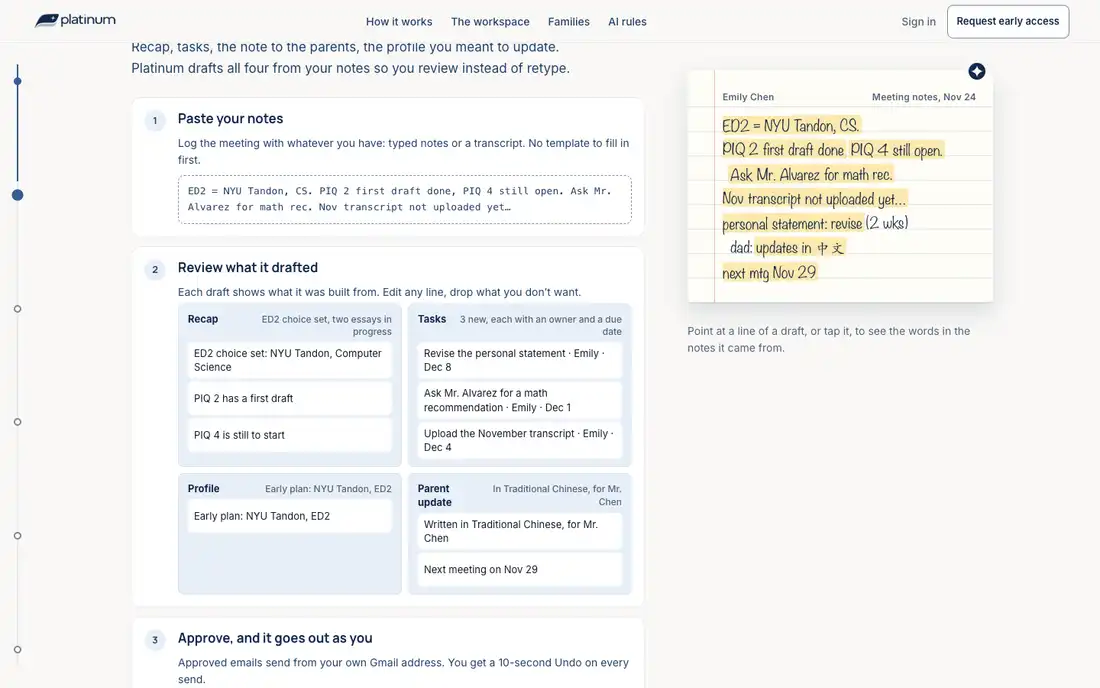 platinum
How it works
The workspace
Families
AI rules
Sign in
Request early access
Recap, tasks, the note to the parents, the profile you meant to update.
Platinum drafts all four from your notes so you review instead of retype.
1
Paste your notes
Log the meeting with whatever you have: typed notes or a transcript. No template to fill in
first.
ED2 = NYU Tandon, CS. PIQ 2 first draft done, PIQ 4 still open. Ask Mr.
Alvarez for math rec. Nov transcript not uploaded yet…
2
Review what it drafted
Each draft shows what it was built from. Edit any line, drop what you don't want.
Recap
ED2 choice set, two essays in
progress
ED2 choice set: NYU Tandon, Computer
Science
PIQ 2 has a first draft
PIQ 4 is still to start
Tasks
3 new, each with an owner and a due
date
Revise the personal statement · Emily ·
Dec 8
Ask Mr. Alvarez for a math
recommendation · Emily · Dec 1
Upload the November transcript · Emily ·
Dec 4
Profile
Early plan: NYU Tandon, ED2
Early plan: NYU Tandon, ED2
Parent
update
In Traditional Chinese, for Mr.
Chen
Written in Traditional Chinese, for Mr.
Chen
Next meeting on Nov 29
3
Approve, and it goes out as you
Approved emails send from your own Gmail address. You get a 10-second Undo on every
send.
Emily Chen
Meeting notes, Nov 24
ED2 = NYU Tandon, CS.
PIQ 2 first draft done PIQ 4 still open.
Ask Mr. Alvarez for math rec.
Nov transcript not uploaded yet...
personal statement: revise (2 wks)
dad: updates in 中文
next mtg Nov 29
Point at a line of a draft, or tap it, to see the words in the
notes it came from.